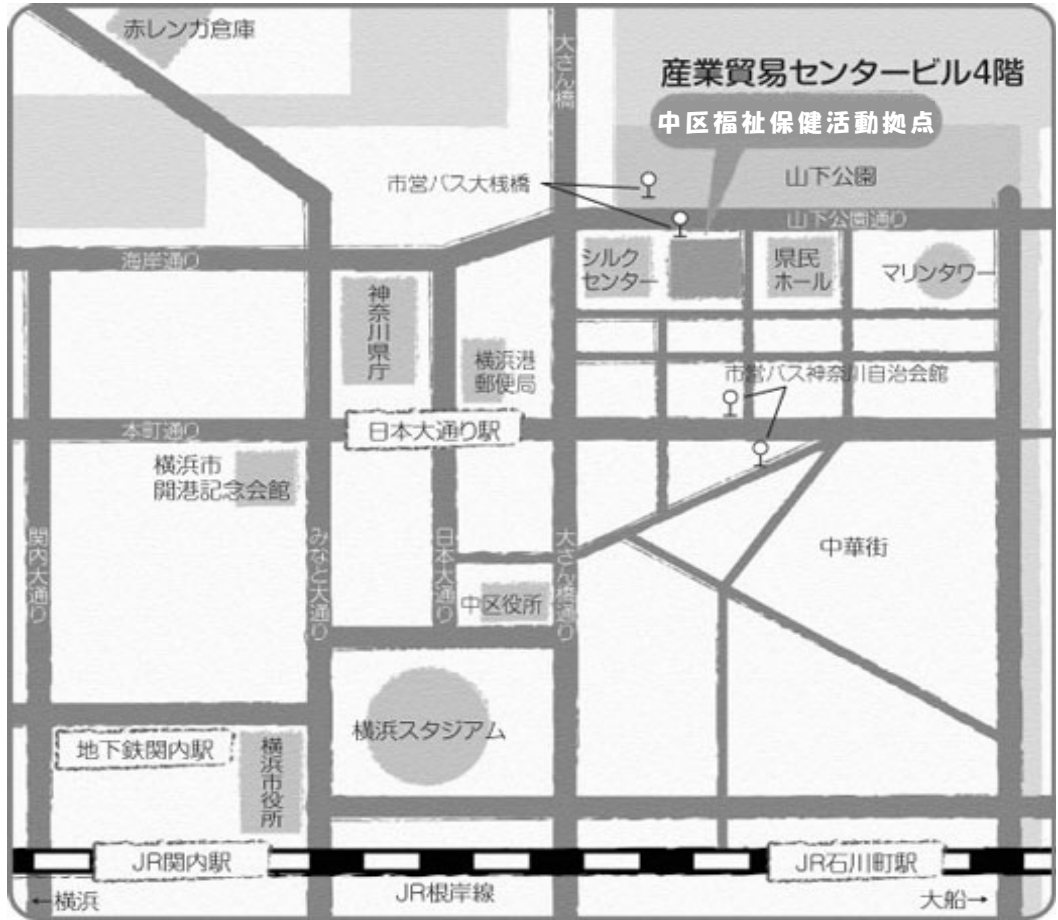 赤レンガ倉庫
大さん橋
産業貿易センタービル4階
中区福祉保健活動拠点
市営バス大桟橋
山下公園
山下公園通り
海岸通り
シルク
センター
県民
ホール
マリンタワー
神奈川県庁
横浜港
郵便局
市営バス神奈川自治会館
本町通り
日本大通り駅
横浜市
開港記念会館
関内大通り
みなと大通り
日本大通り
大さん橋通り
中華街
中区役所
横浜スタジアム
地下鉄関内駅
横浜市役所
JR関内駅
JR石川町駅
←横浜
JR根岸線
大船→